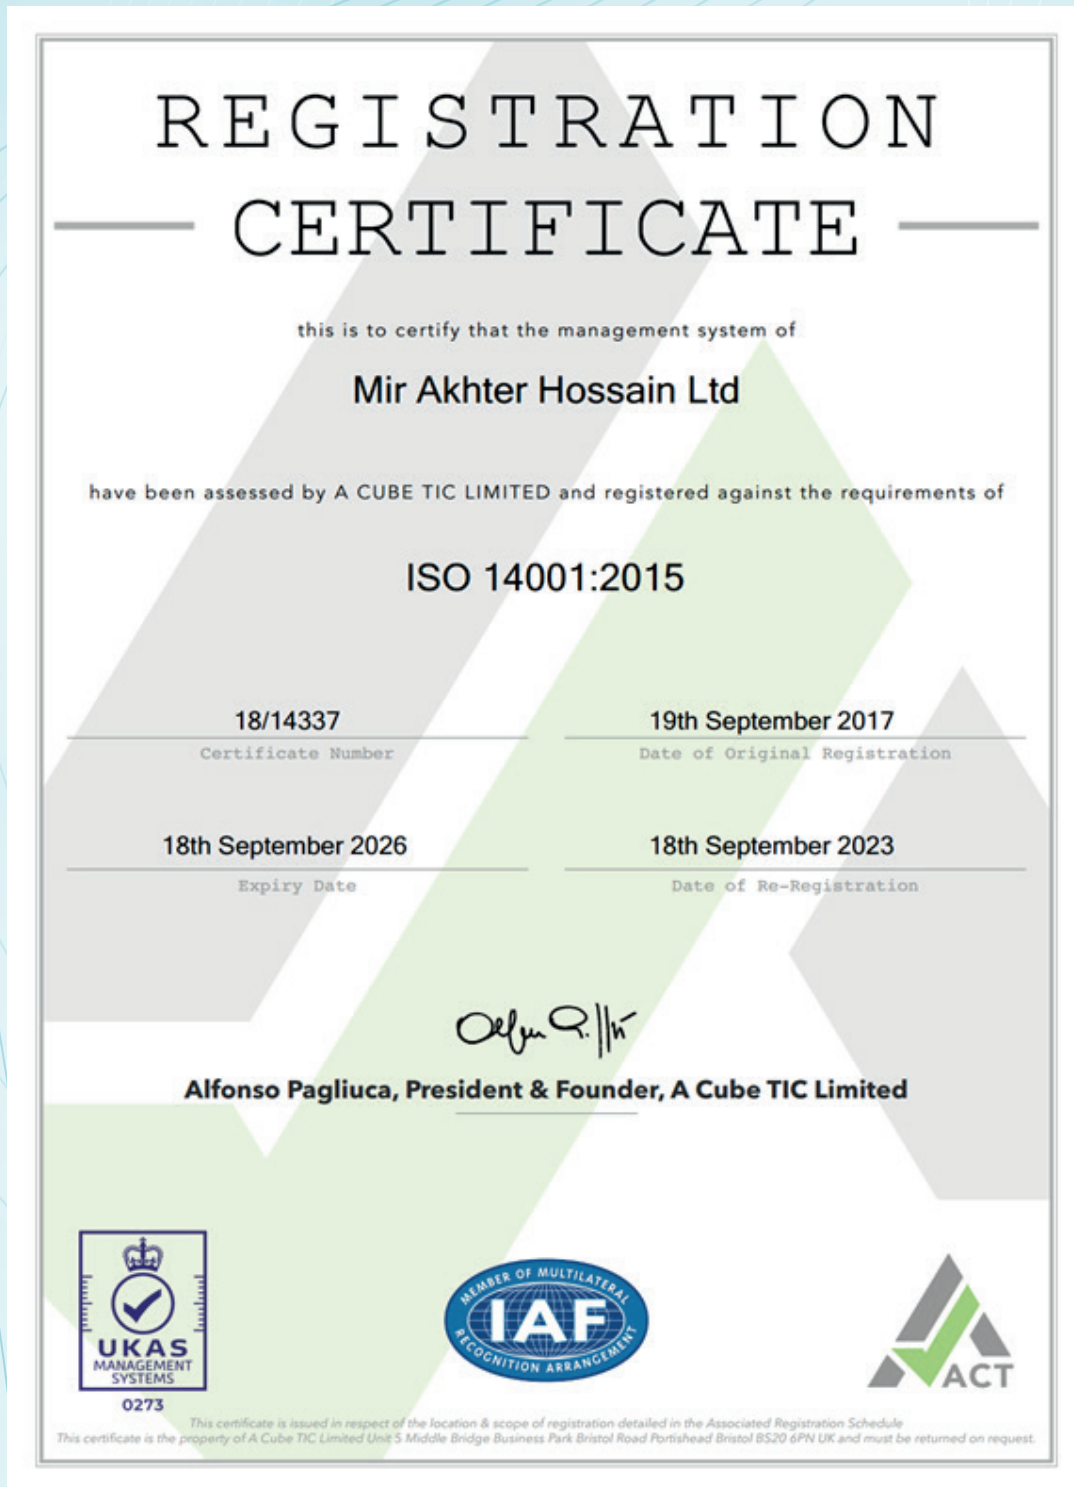 REGISTRATION
CERTIFICATE
this is to certify that the management system of
Mir Akhter Hossain Ltd
have been assessed by A CUBE TIC LIMITED and registered against the requirements of
ISO 14001:2015
18/14337
19th September 2017
Certificate Number
Date of Original Registration
18th September 2026
18th September 2023
Expiry Date
Date of Re-Registration
Alfonso Pagliuca, President & Founder, A Cube TIC Limited
UKAS
MANAGEMENT
SYSTEMS
0273
MEMBER OF MULTILATERAL
IAF
RECOGNITION ARRANGEMENT
ACT
This certificate is issued in respect of the location & scope of registration detailed in the Associated Registration Schedule
This certificate is the property of A Cube TIC Limited Unit 5 Middle Bridge Business Park Bristol Road Portishead Bristol BS20 6PN UK and must be returned on request.